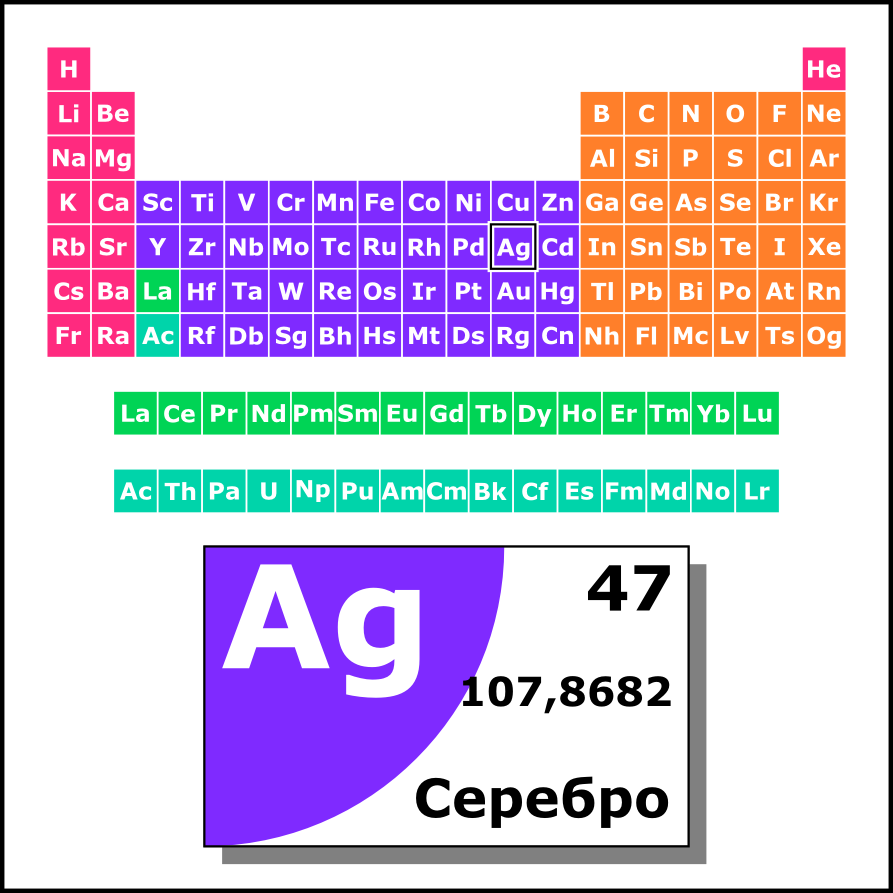 H He
Li Be B C N O F Ne
Na Mg Al Si P S Cl Ar
K Ca Sc Ti V Cr Mn Fe Co Ni Cu Zn Ga Ge As Se Br Kr
Rb Sr Y Zr Nb Mo Tc Ru Rh Pd Ag Cd In Sn Sb Te I Xe
Cs Ba La Hf Ta W Re Os Ir Pt Au Hg Tl Pb Bi Po At Rn
Fr Ra Ac Rf Db Sg Bh Hs Mt Ds Rg Cn Nh Fl Mc Lv Ts Og
La Ce Pr Nd Pm Sm Eu Gd Tb Dy Ho Er Tm Yb Lu
Ac Th Pa U Np Pu Am Cm Bk Cf Es Fm Md No Lr
Ag 47
107,8682
Серебро